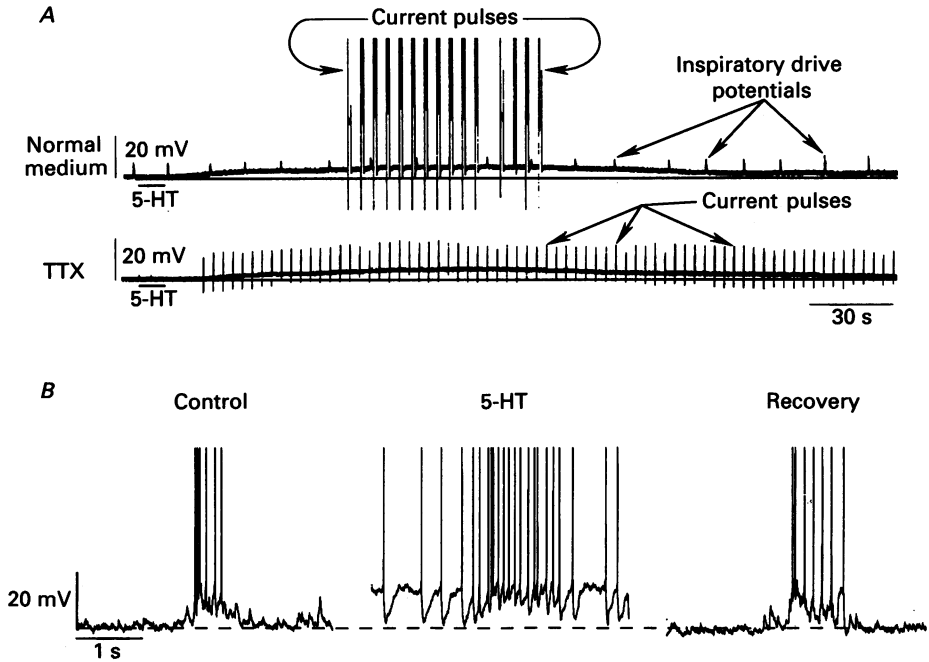 A
Current pulses
Inspiratory drive
potentials
Normal
medium
20 mV
5-HT
Current pulses
20 mV
TTX
5-HT
30 s
B
Control
5-HT
Recovery
20 mV
1 s